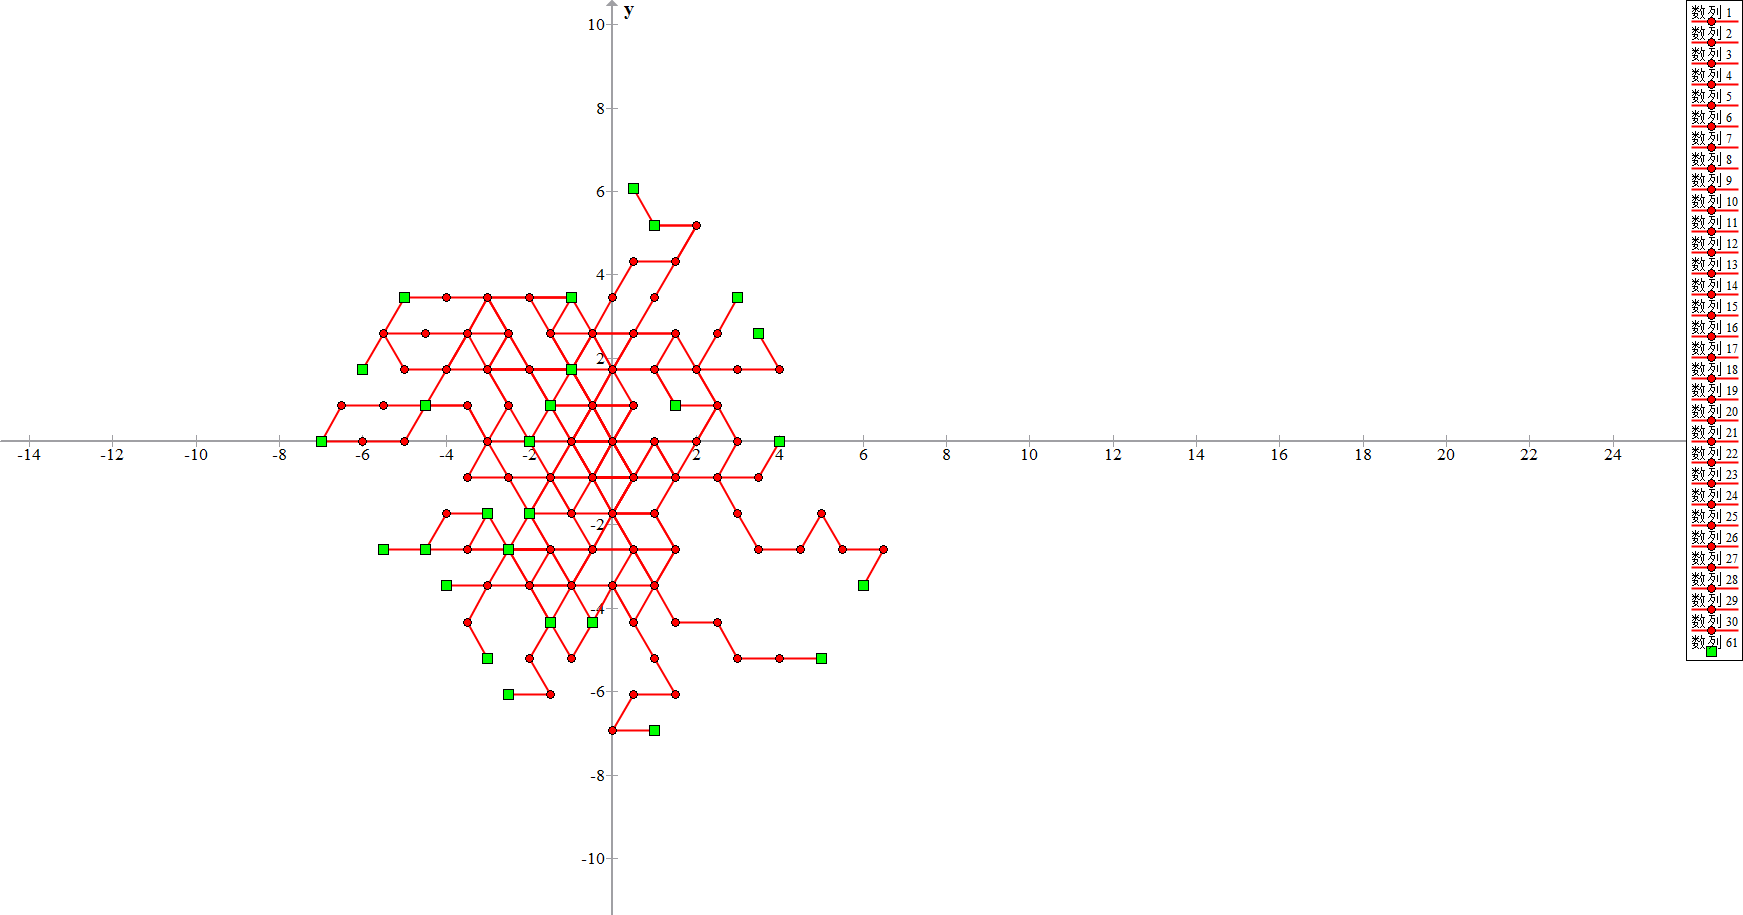 y
10
8
6
4
2
-14 -12 -10 -8 -6 -4 -2 2 4 6 8 10 12 14 16 18 20 22 24
-2
-4
-6
-8
-10
数列 1
数列 2
数列 3
数列 4
数列 5
数列 6
数列 7
数列 8
数列 9
数列 10
数列 11
数列 12
数列 13
数列 14
数列 15
数列 16
数列 17
数列 18
数列 19
数列 20
数列 21
数列 22
数列 23
数列 24
数列 25
数列 26
数列 27
数列 28
数列 29
数列 30
数列 61